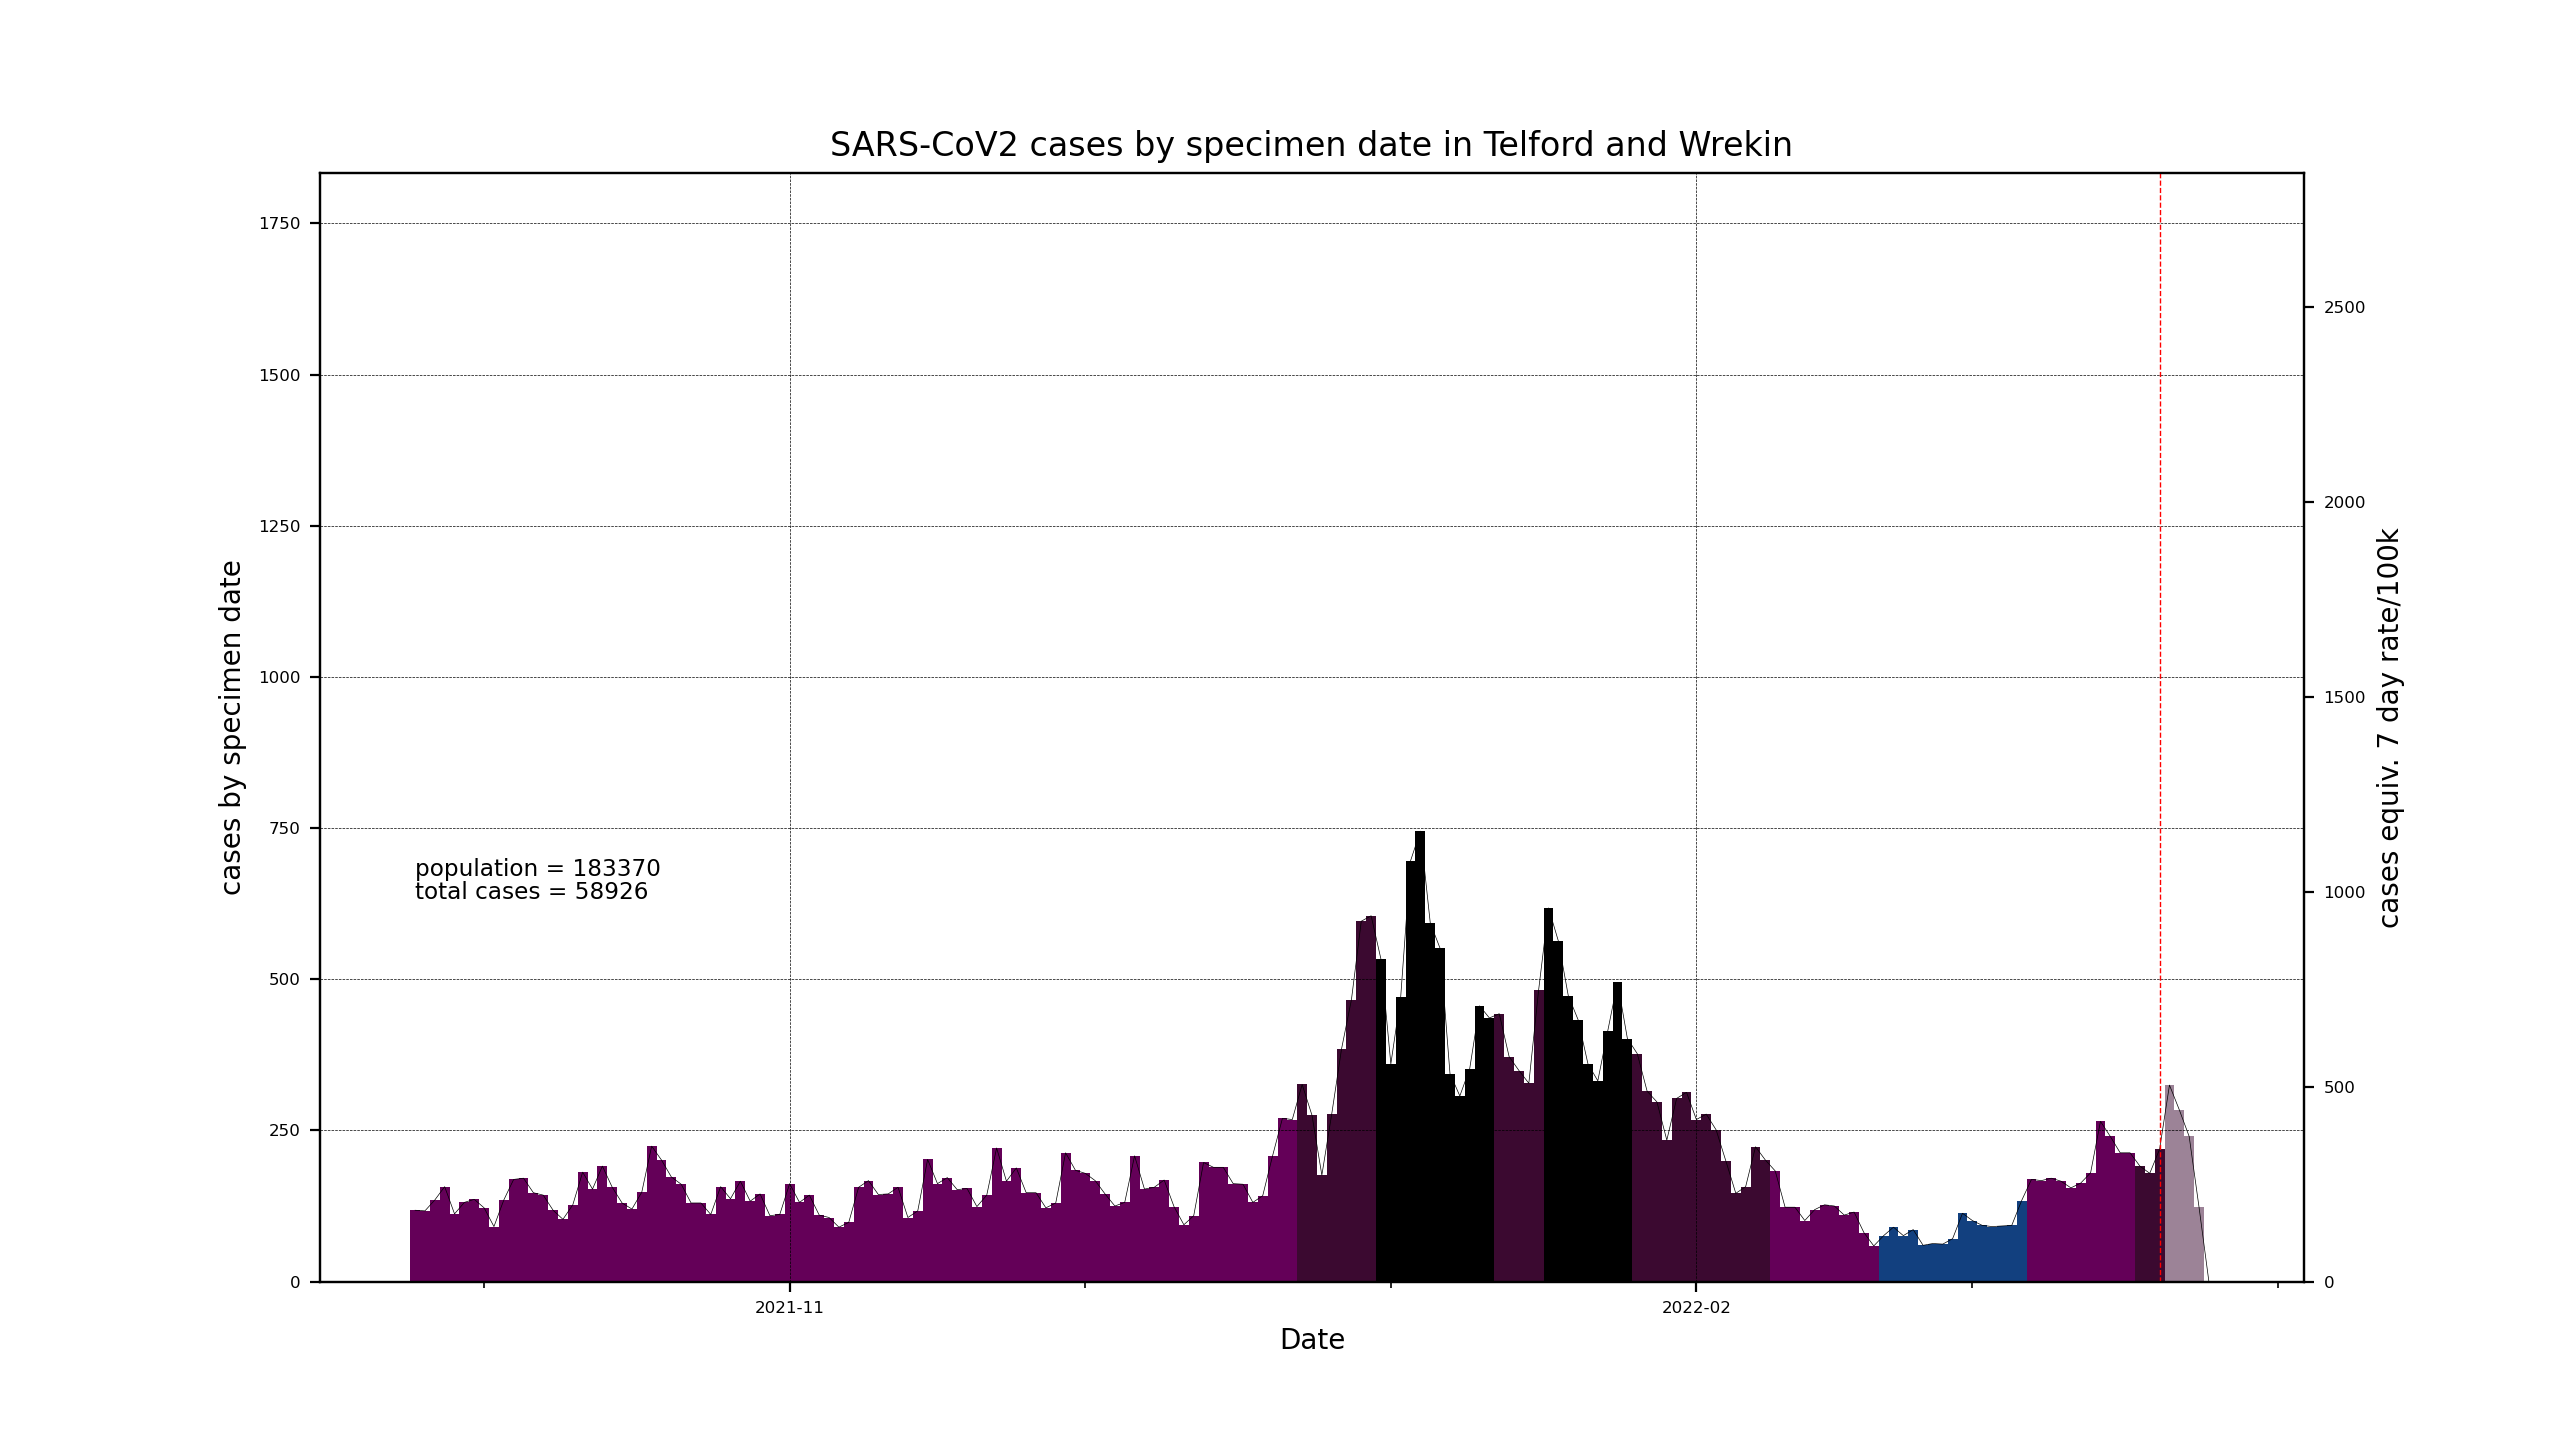 SARS-CoV2 cases by specimen date in Telford and Wrekin
1750
1500
1250
1000
750
500
250
0
cases by specimen date
population = 183370
total cases = 58926
2500
2000
1500
1000
500
0
cases equiv. 7 day rate/100k
2021-11
2022-02
Date